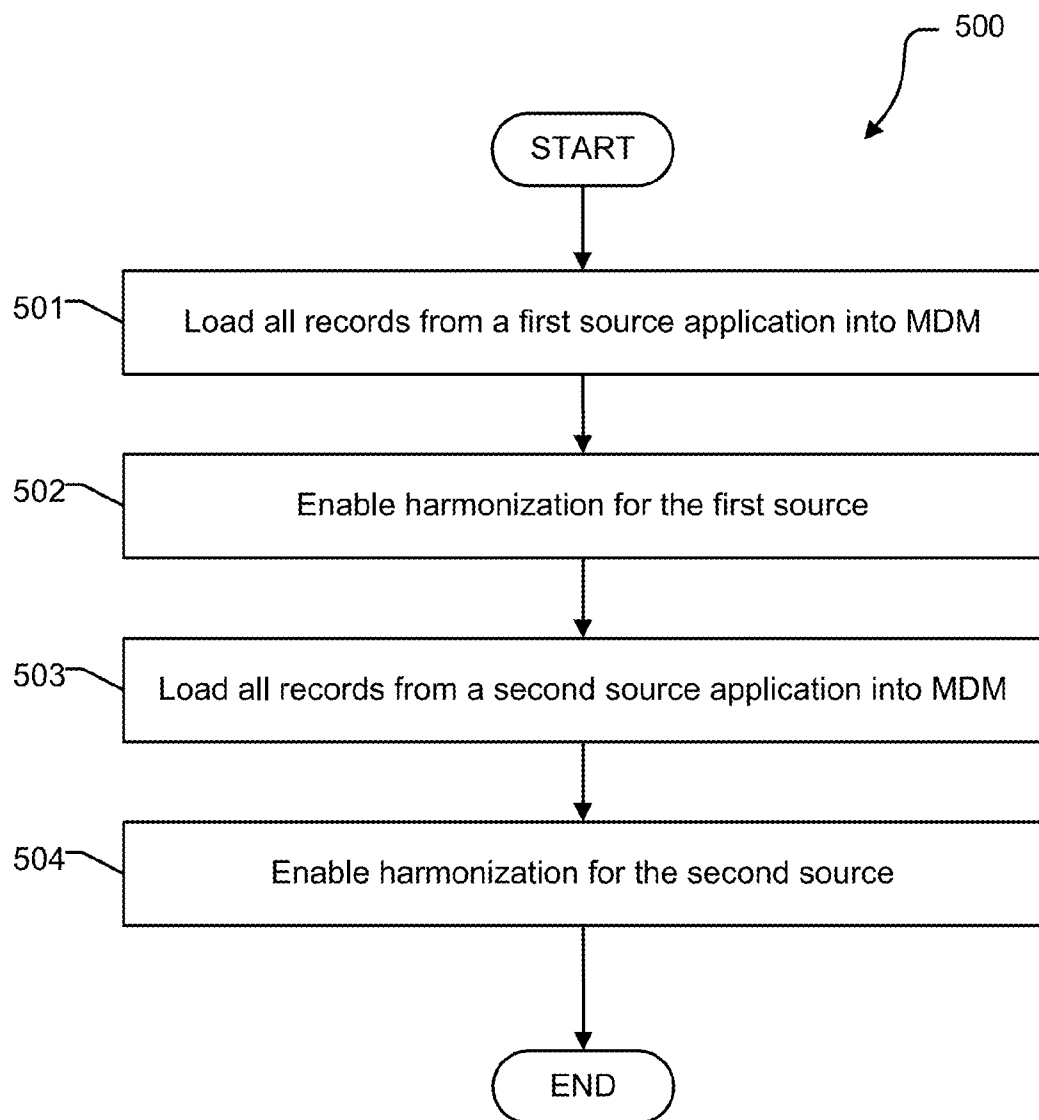 500
START
501
Load all records from a first source application into MDM
502
Enable harmonization for the first source
503
Load all records from a second source application into MDM
504
Enable harmonization for the second source
END